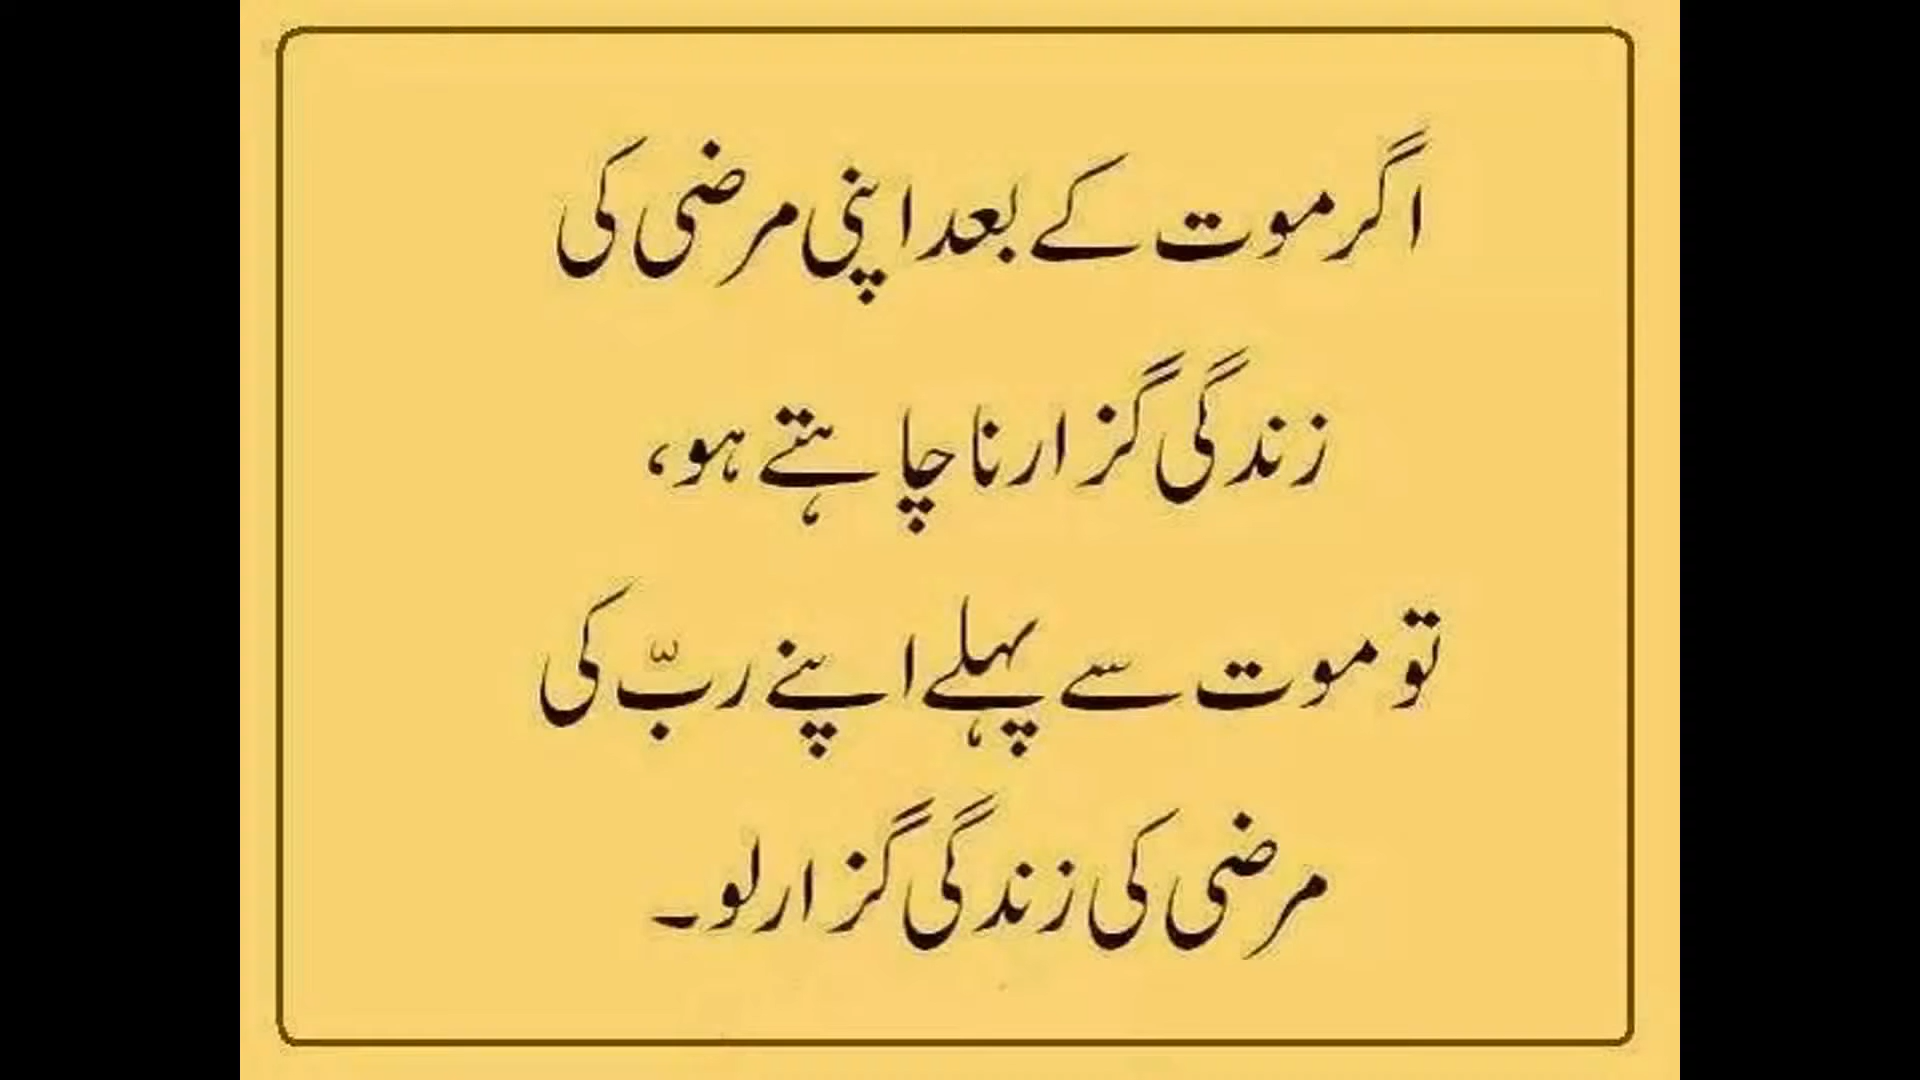 اگر موت کے بعد اپنی مرضی کی
زندگی گزارنا چاہتے ہو،
تو موت سے پہلے اپنے ربّ کی
مرضی کی زندگی گزار لو۔